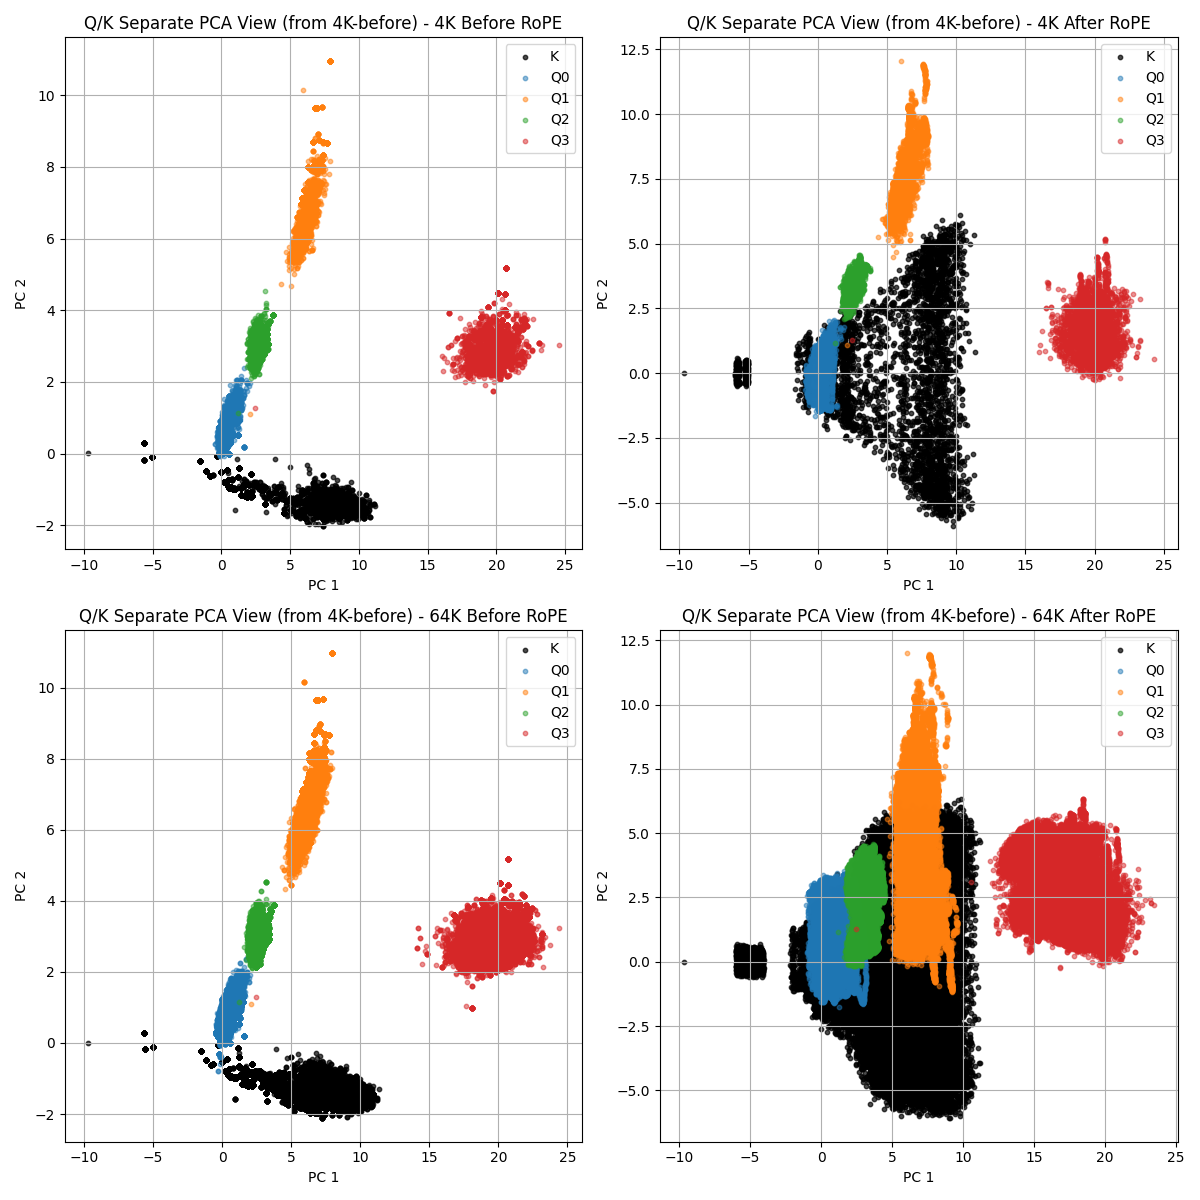 Q/K Separate PCA View (from 4K-before) - 4K Before RoPE
K
Q0
Q1
Q2
Q3
10
8
6
4
2
0
−2
PC 2
−10 −5 0 5 10 15 20 25
PC 1
Q/K Separate PCA View (from 4K-before) - 4K After RoPE
K
Q0
Q1
Q2
Q3
12.5
10.0
7.5
5.0
2.5
0.0
−2.5
−5.0
PC 2
−10 −5 0 5 10 15 20 25
PC 1
Q/K Separate PCA View (from 4K-before) - 64K Before RoPE
K
Q0
Q1
Q2
Q3
10
8
6
4
2
0
−2
PC 2
−10 −5 0 5 10 15 20 25
PC 1
Q/K Separate PCA View (from 4K-before) - 64K After RoPE
K
Q0
Q1
Q2
Q3
12.5
10.0
7.5
5.0
2.5
0.0
−2.5
−5.0
PC 2
−10 −5 0 5 10 15 20 25
PC 1